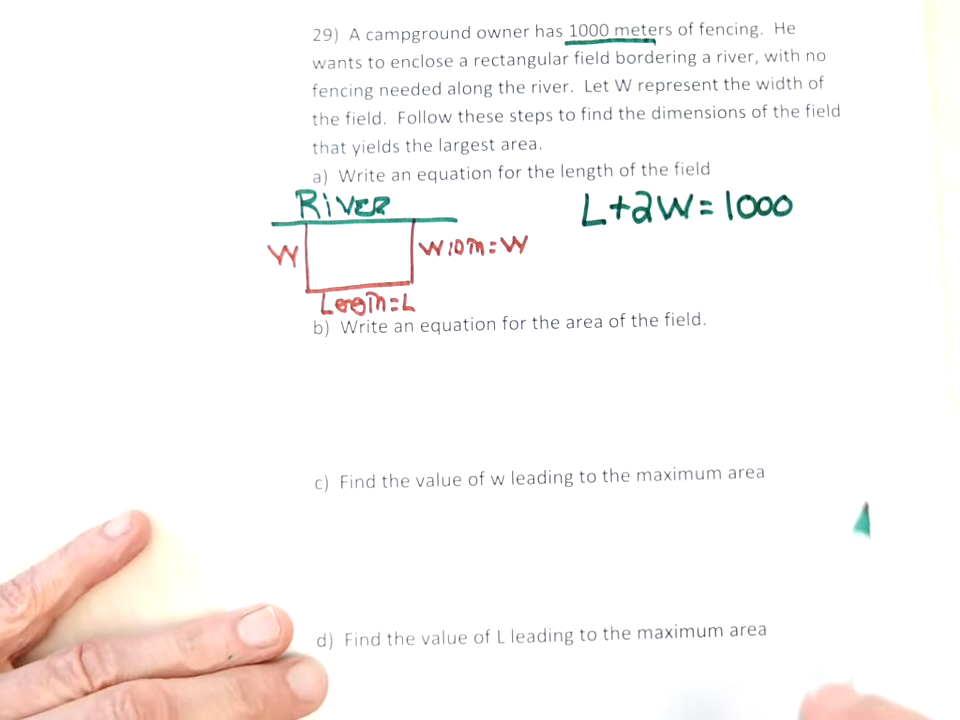 29) A campground owner has 1000 meters of fencing. He
wants to enclose a rectangular field bordering a river, with no
fencing needed along the river. Let W represent the width of
the field. Follow these steps to find the dimensions of the field
that yields the largest area.
a) Write an equation for the length of the field
RIVER
L+2W=1000
W
WIDTH=W
Length=L
b) Write an equation for the area of the field.
c) Find the value of w leading to the maximum area
d) Find the value of L leading to the maximum area